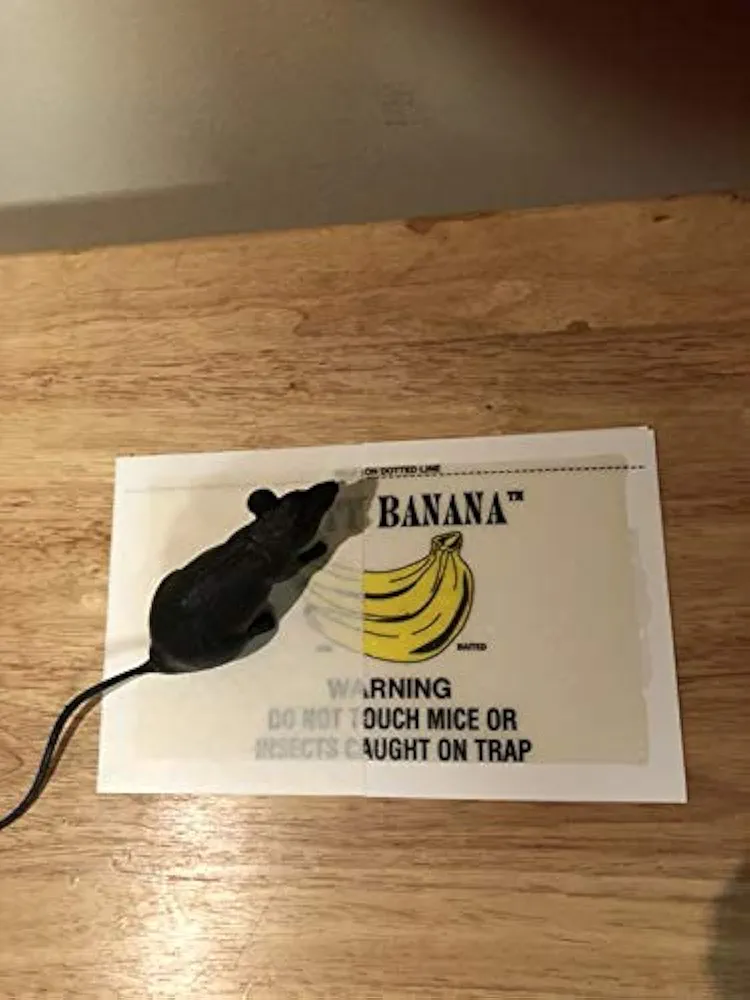 ON DOTTED LINE
BANANA™
BAITED
WARNING
DO NOT TOUCH MICE OR
INSECTS CAUGHT ON TRAP